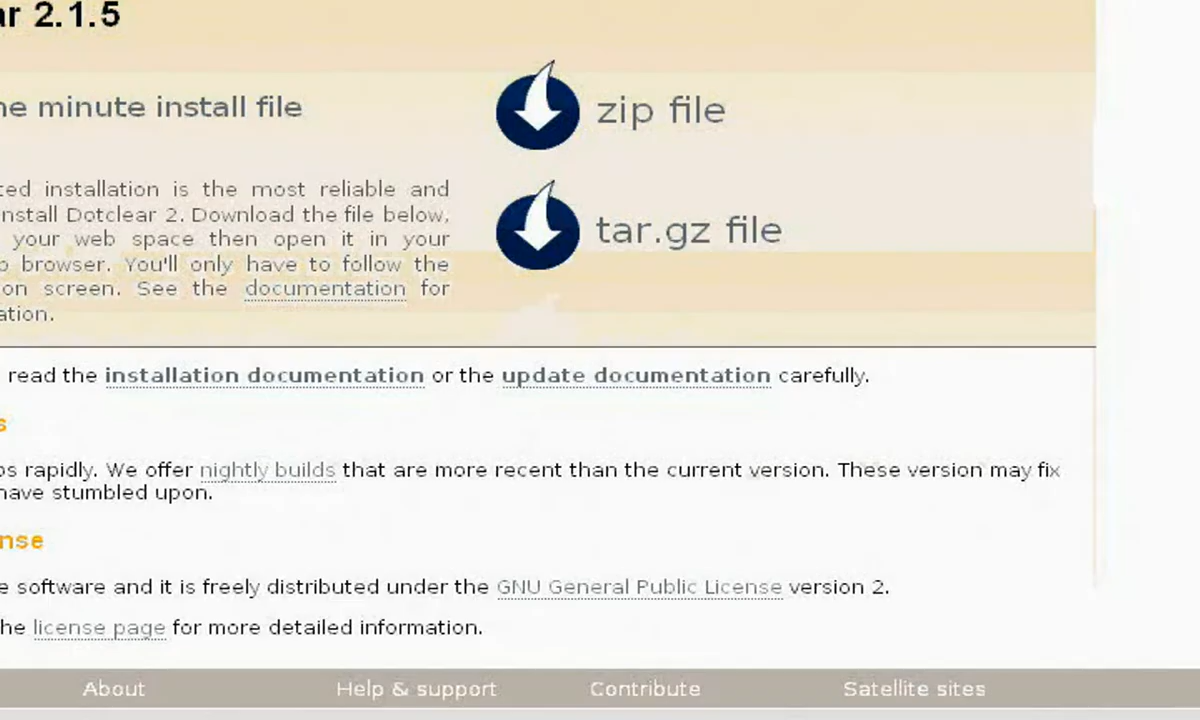 ar 2.1.5
ne minute install file
zip file
ted installation is the most reliable and
nstall Dotclear 2. Download the file below,
your web space then open it in your
tar.gz file
b browser. You'll only have to follow the
on screen. See the documentation for
ation.
read the installation documentation or the update documentation carefully.
s
ps rapidly. We offer nightly builds that are more recent than the current version. These version may fix
have stumbled upon.
nse
e software and it is freely distributed under the GNU General Public License version 2.
he license page for more detailed information.
About Help & support Contribute Satellite sites